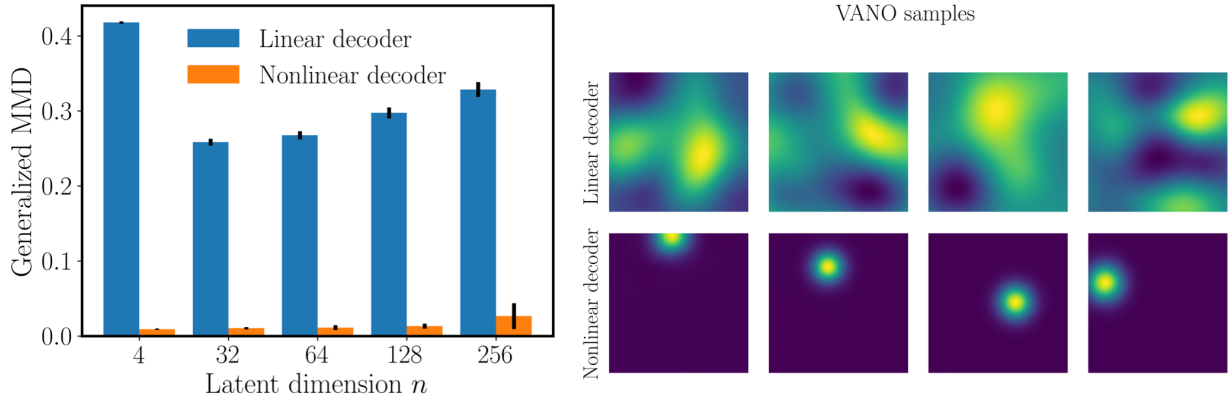 Generalized MMD
0.4
0.3
0.2
0.1
0.0
Linear decoder
Nonlinear decoder
4 32 64 128 256
Latent dimension n
VANO samples
Linear decoder
Nonlinear decoder